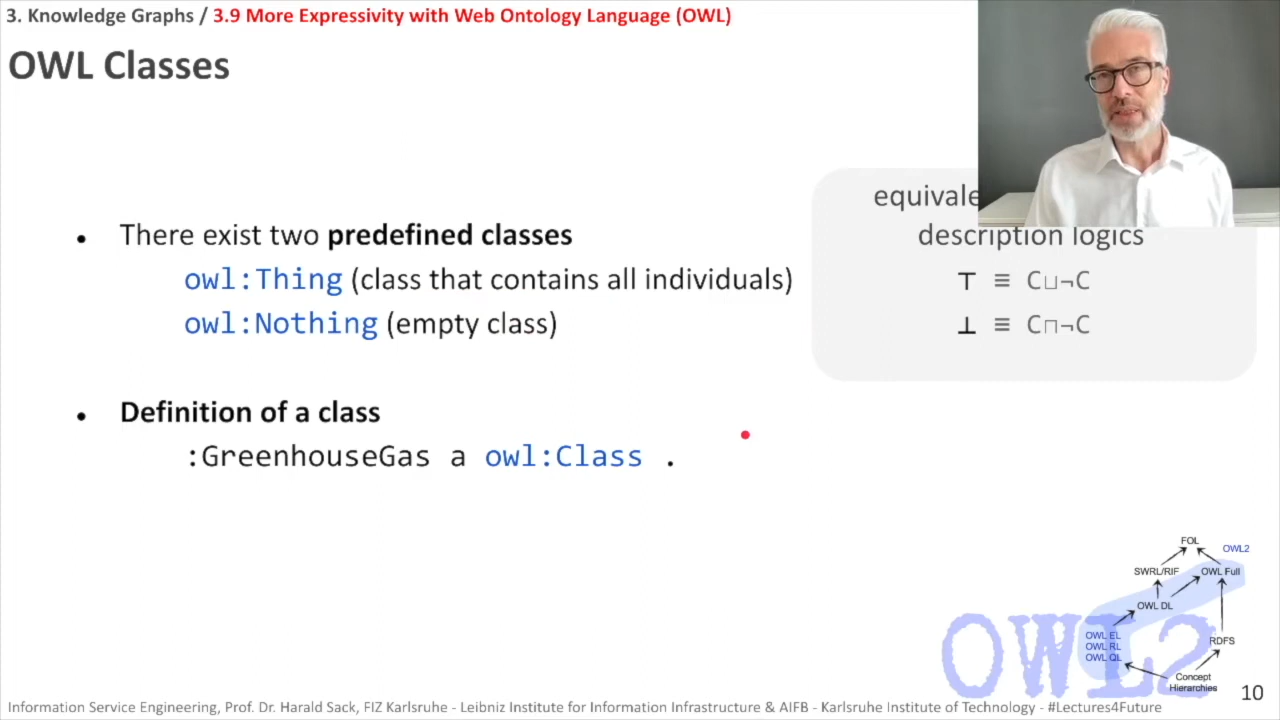 3. Knowledge Graphs / 3.9 More Expressivity with Web Ontology Language (OWL)
OWL Classes
• There exist two predefined classes
owl:Thing (class that contains all individuals)
owl:Nothing (empty class)
description logics
⊤ ≡ C⊔¬C
⊥ ≡ C⊓¬C
• Definition of a class
:GreenhouseGas a owl:Class .
FOL
OWL2
SWRL/RIF
OWL Full
OWL DL
OWL EL
OWL RL
OWL QL
RDFS
Concept
Hierarchies
OWL2
10
Information Service Engineering, Prof. Dr. Harald Sack, FIZ Karlsruhe - Leibniz Institute for Information Infrastructure & AIFB - Karlsruhe Institute of Technology - #Lectures4Future